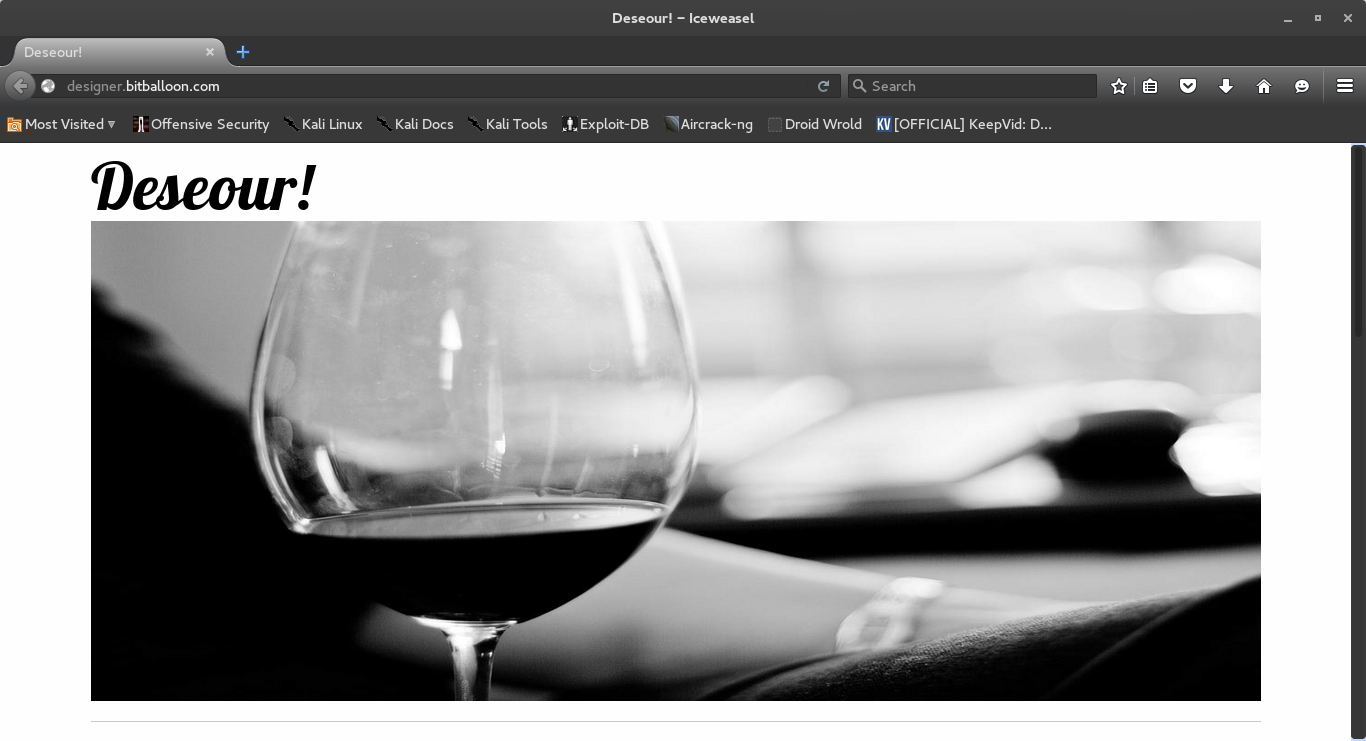 Deseour! – Iceweasel
Deseour!
designer.bitballoon.com
Search
Most Visited
Offensive Security
Kali Linux
Kali Docs
Kali Tools
Exploit-DB
Aircrack-ng
Droid Wrold
KV [OFFICIAL] KeepVid: D...
Deseour!